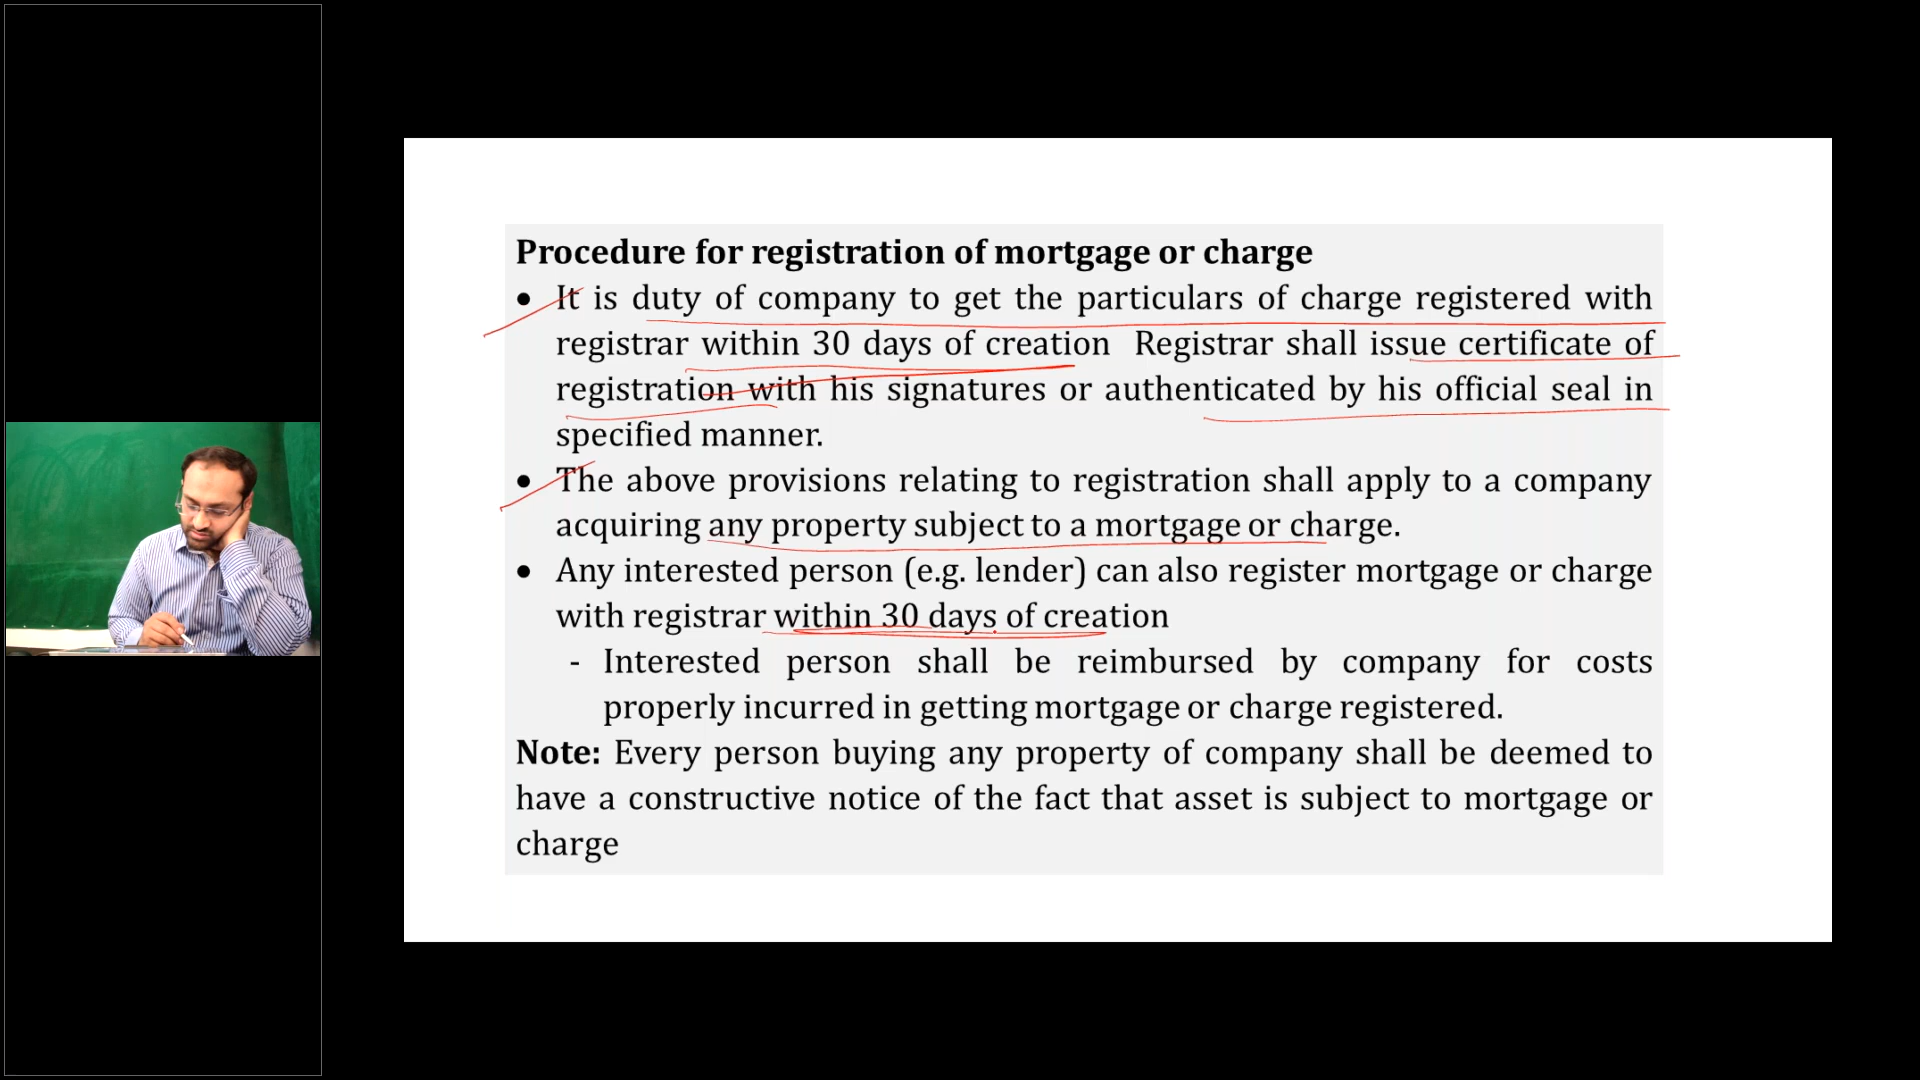 Procedure for registration of mortgage or charge
• It is duty of company to get the particulars of charge registered with
registrar within 30 days of creation Registrar shall issue certificate of
registration with his signatures or authenticated by his official seal in
specified manner.
• The above provisions relating to registration shall apply to a company
acquiring any property subject to a mortgage or charge.
• Any interested person (e.g. lender) can also register mortgage or charge
with registrar within 30 days of creation
- Interested person shall be reimbursed by company for costs
properly incurred in getting mortgage or charge registered.
Note: Every person buying any property of company shall be deemed to
have a constructive notice of the fact that asset is subject to mortgage or
charge